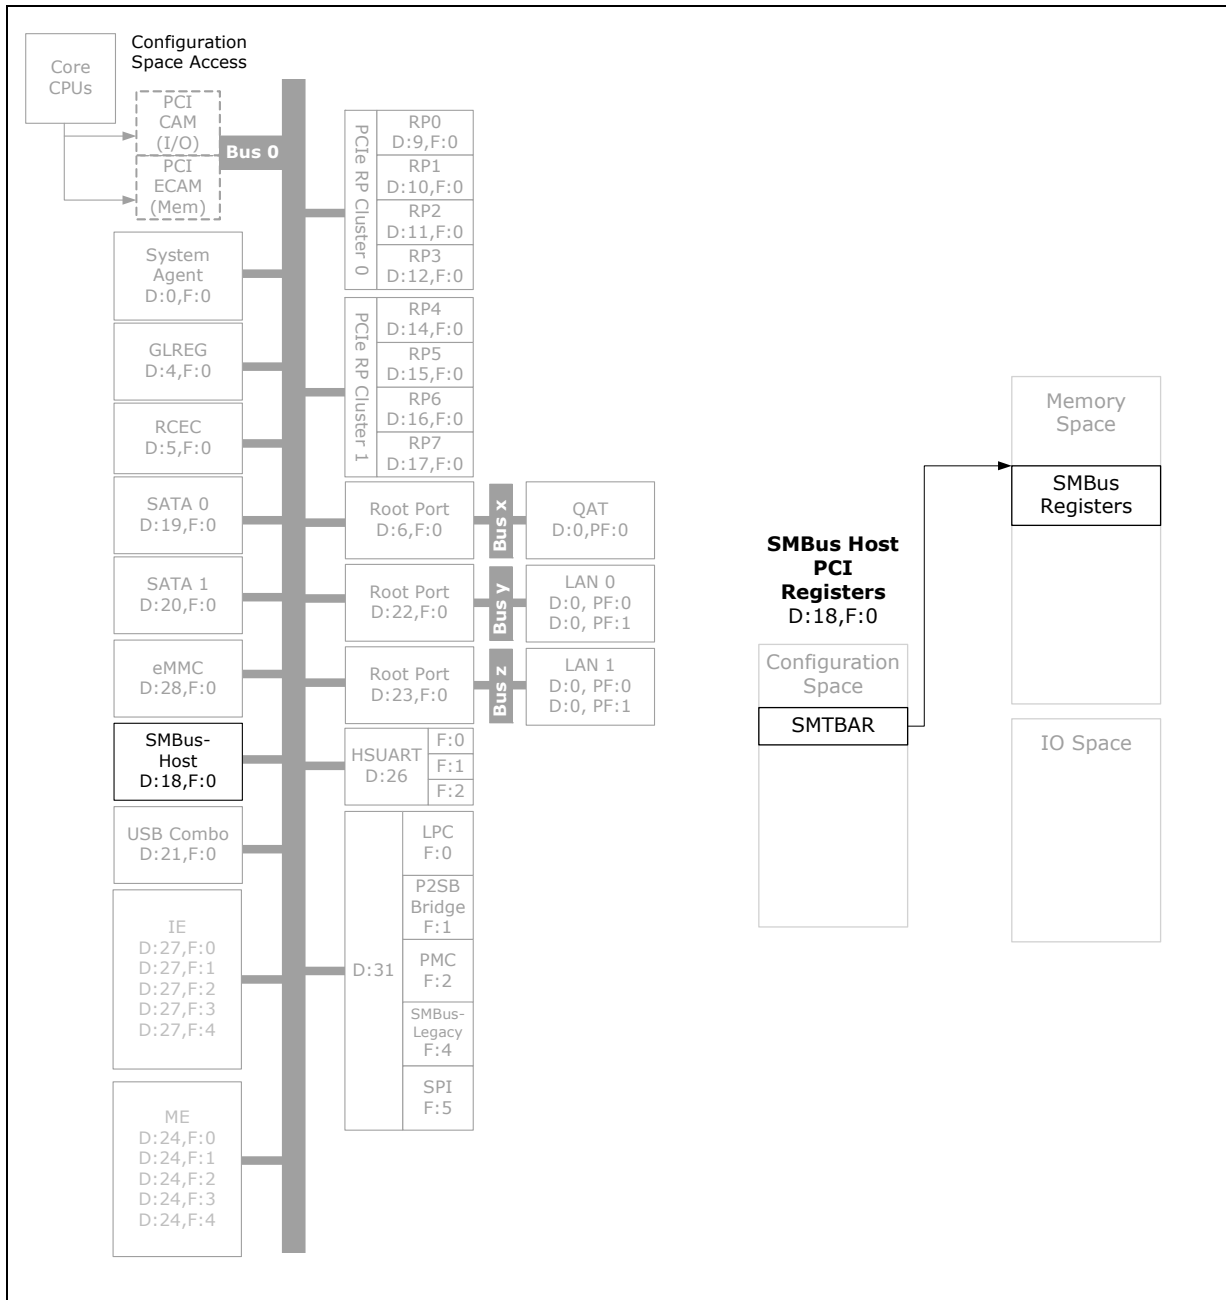 Configuration
Space Access
Core
CPUs
PCI
CAM
(I/O)
PCI
ECAM
(Mem)
Bus 0
System
Agent
D:0,F:0
GLREG
D:4,F:0
RCEC
D:5,F:0
SATA 0
D:19,F:0
SATA 1
D:20,F:0
eMMC
D:28,F:0
SMBus-
Host
D:18,F:0
USB Combo
D:21,F:0
IE
D:27,F:0
D:27,F:1
D:27,F:2
D:27,F:3
D:27,F:4
ME
D:24,F:0
D:24,F:1
D:24,F:2
D:24,F:3
D:24,F:4
PCIe RP Cluster 0
RP0
D:9,F:0
RP1
D:10,F:0
RP2
D:11,F:0
RP3
D:12,F:0
PCIe RP Cluster 1
RP4
D:14,F:0
RP5
D:15,F:0
RP6
D:16,F:0
RP7
D:17,F:0
Root Port
D:6,F:0
Bus x
QAT
D:0,PF:0
Root Port
D:22,F:0
Bus y
LAN 0
D:0, PF:0
D:0, PF:1
Root Port
D:23,F:0
Bus z
LAN 1
D:0, PF:0
D:0, PF:1
HSUART
D:26
F:0
F:1
F:2
D:31
LPC
F:0
P2SB
Bridge
F:1
PMC
F:2
SMBus-
Legacy
F:4
SPI
F:5
SMBus Host
PCI
Registers
D:18,F:0
Configuration
Space
SMTBAR
Memory
Space
SMBus
Registers
IO Space